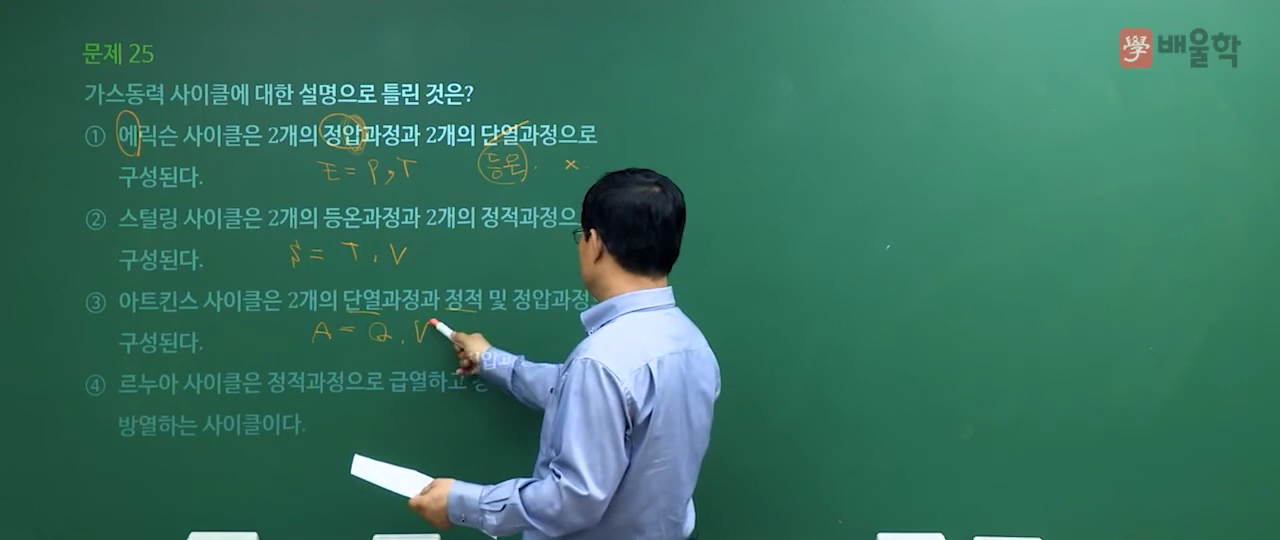 문제 25
學 배울학
가스동력 사이클에 대한 설명으로 틀린 것은?
① 에릭슨 사이클은 2개의 정압과정과 2개의 단열과정으로
E = P, T 등온. x.
구성된다.
② 스털링 사이클은 2개의 등온과정과 2개의 정적과정으
구성된다.
S = T, V
③ 아트킨스 사이클은 2개의 단열과정과 정적 및 정압과정
구성된다.
A = Q, V
④ 르누아 사이클은 정적과정으로 급열하고
방열하는 사이클이다.